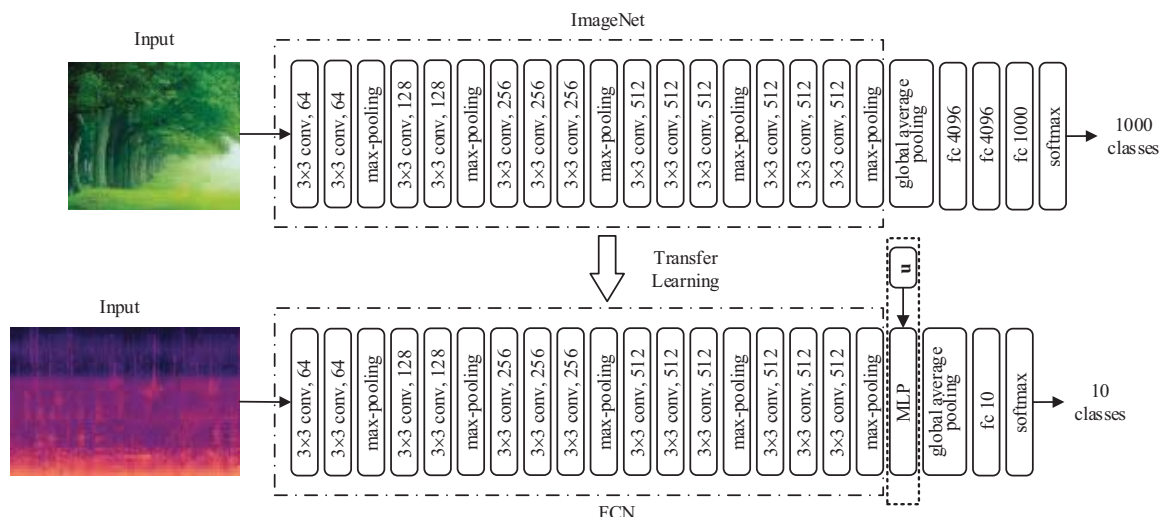 ImageNet
Input
3×3 conv, 64
3×3 conv, 64
max-pooling
3×3 conv, 128
3×3 conv, 128
max-pooling
3×3 conv, 256
3×3 conv, 256
3×3 conv, 256
max-pooling
3×3 conv, 512
3×3 conv, 512
3×3 conv, 512
max-pooling
3×3 conv, 512
3×3 conv, 512
3×3 conv, 512
max-pooling
global average
pooling
fc 4096
fc 4096
fc 1000
softmax
1000
classes
Transfer
Learning
u
Input
3×3 conv, 64
3×3 conv, 64
max-pooling
3×3 conv, 128
3×3 conv, 128
max-pooling
3×3 conv, 256
3×3 conv, 256
3×3 conv, 256
max-pooling
3×3 conv, 512
3×3 conv, 512
3×3 conv, 512
max-pooling
3×3 conv, 512
3×3 conv, 512
3×3 conv, 512
max-pooling
MLP
global average
pooling
fc 10
softmax
10
classes
FCN